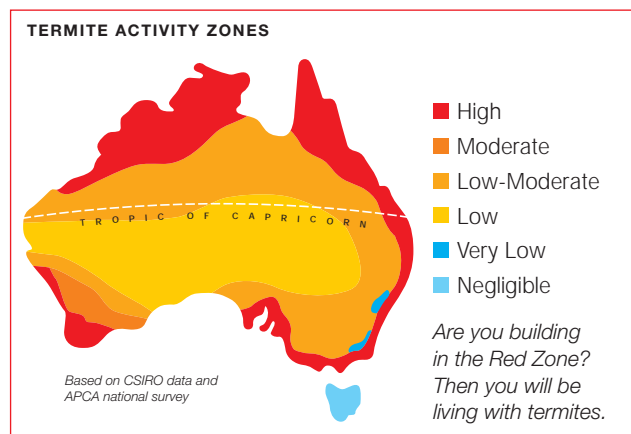 TERMITE ACTIVITY ZONES
High
Moderate
Low-Moderate
Low
Very Low
Negligible
TROPIC OF CAPRICORN
Are you building
in the Red Zone?
Then you will be
living with termites.
Based on CSIRO data and
APCA national survey